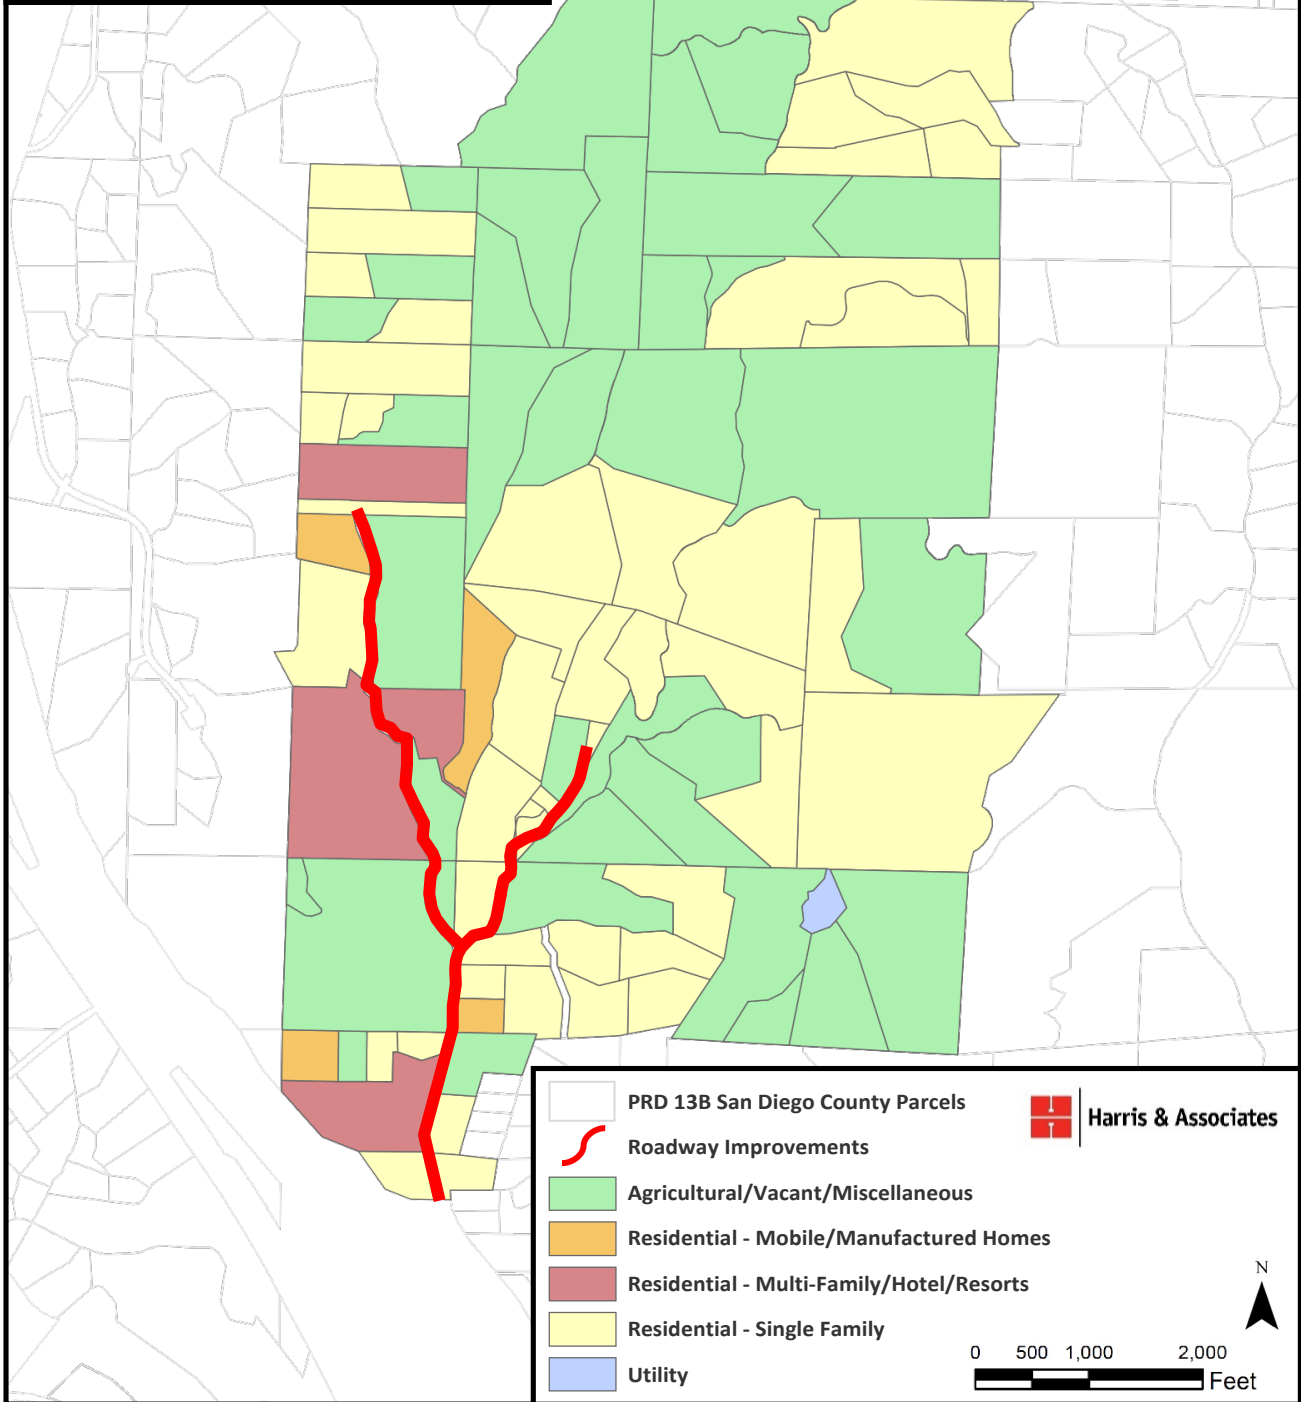 PRD 13B San Diego County Parcels
Harris & Associates
Roadway Improvements
Agricultural/Vacant/Miscellaneous
Residential - Mobile/Manufactured Homes
N
Residential - Multi-Family/Hotel/Resorts
Residential - Single Family
0 500 1,000 2,000
Utility
Feet